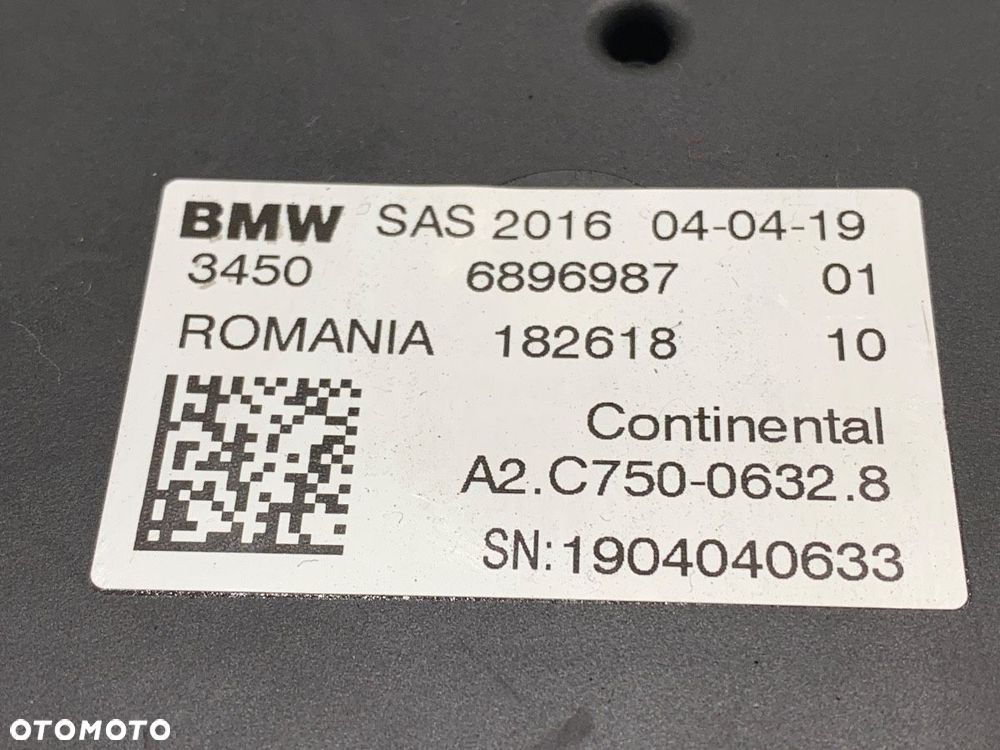 BMW SAS 2016 04-04-19
3450 6896987 01
ROMANIA 182618 10
Continental
A2.C750-0632.8
SN:1904040633
OTOMOTO